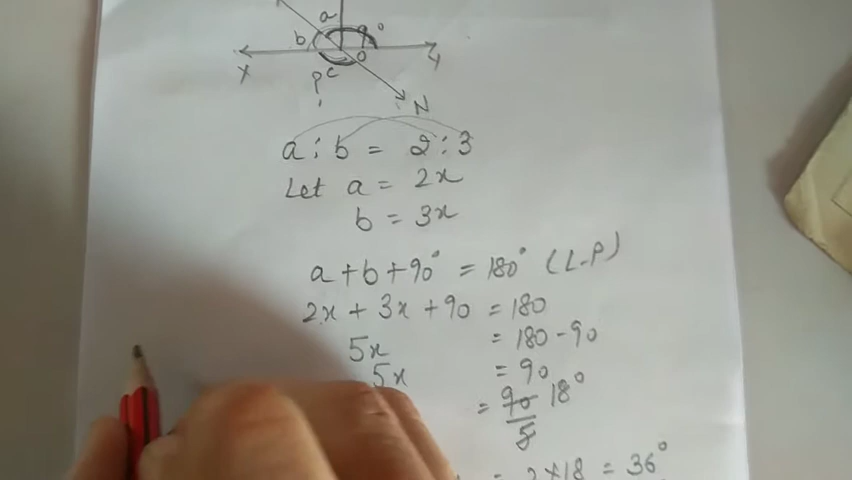 a
b 90°
X O Y
P C
N
a : b = 2 : 3
Let a = 2x
b = 3x
a + b + 90° = 180° (L.P)
2x + 3x + 90 = 180
5x = 180 - 90
5x = 90
= 90/5 18°
= 2×18 = 36°